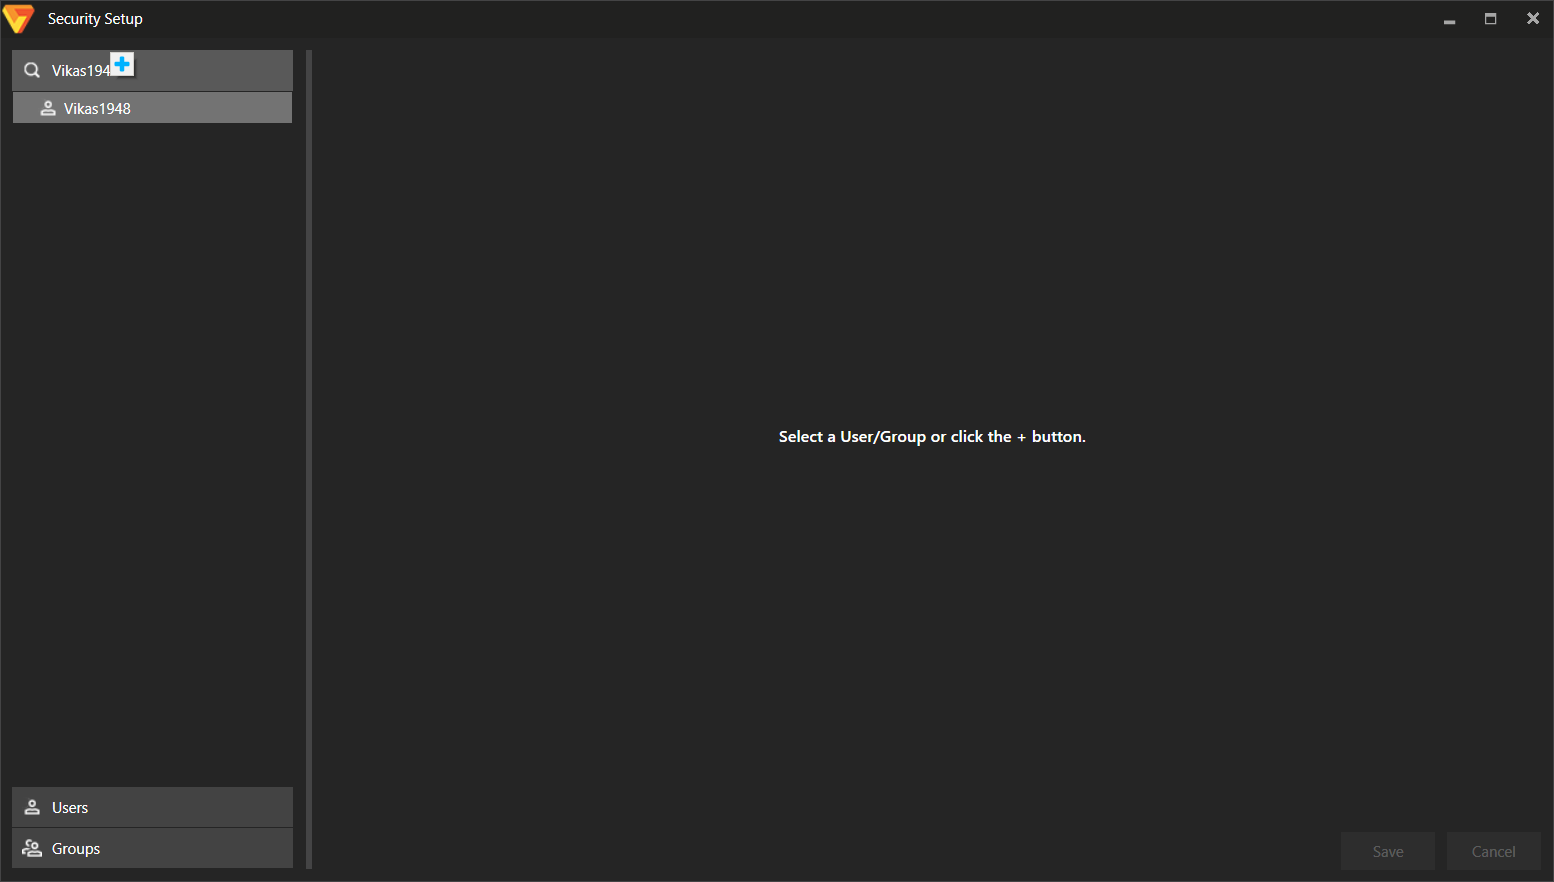 Security Setup
Vikas194
Vikas1948
Select a User/Group or click the + button.
Users
Groups
Save
Cancel